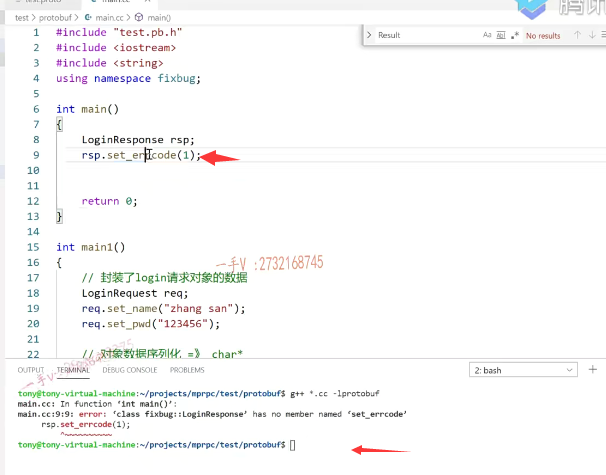 test.proto
main.cc
test > protobuf > main.cc > main()
Result
Aa
No results
腾讯
1 #include "test.pb.h"
2 #include <iostream>
3 #include <string>
4 using namespace fixbug;
5
6 int main()
7 {
8 LoginResponse rsp;
9 rsp.set_errcode(1);
10
11
12 return 0;
13 }
14
15 int main1()
16 {
一手V :2732168745
17 // 封装了login请求对象的数据
18 LoginRequest req;
19 req.set_name("zhang san");
20 req.set_pwd("123456");
21
22 // 对象数据序列化 =》 char*
OUTPUT TERMINAL DEBUG CONSOLE PROBLEMS 2: bash
tony@tony-virtual-machine:~/projects/mprpc/test/protobuf$ g++ *.cc -lprotobuf
main.cc: In function ‘int main()’:
main.cc:9:9: error: ‘class fixbug::LoginResponse’ has no member named ‘set_errcode’
rsp.set_errcode(1);
^~~~~~~~~~~
tony@tony-virtual-machine:~/projects/mprpc/test/protobuf$